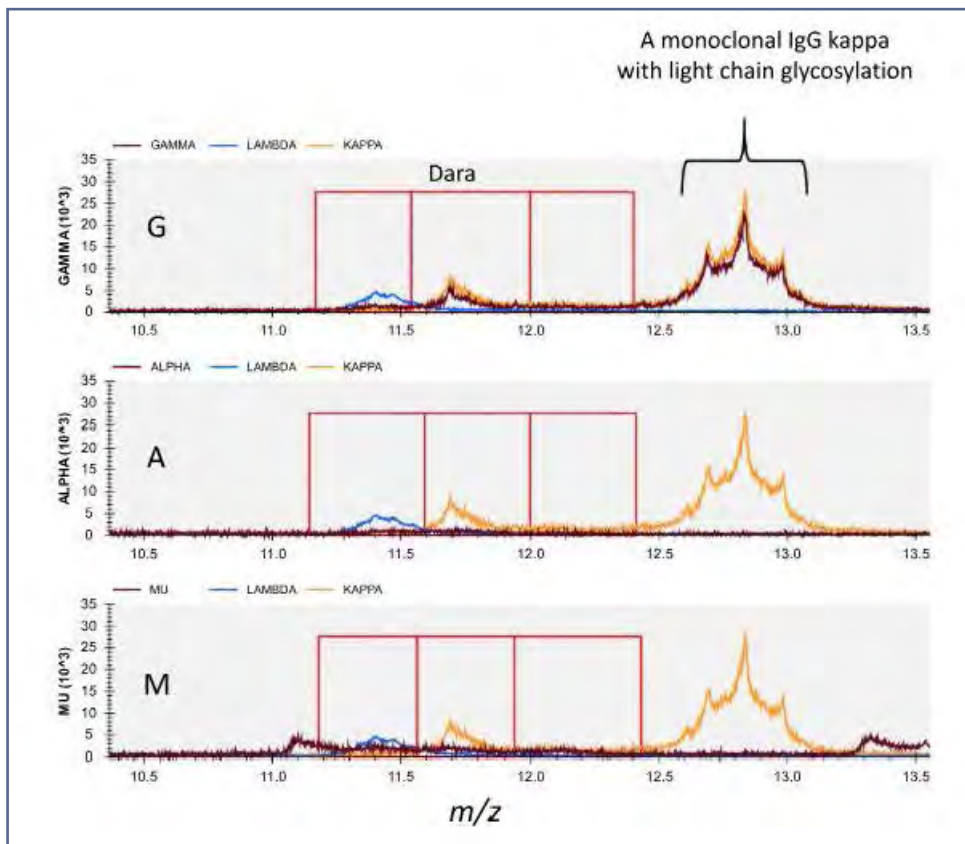 A monoclonal IgG kappa
with light chain glycosylation
GAMMA LAMBDA KAPPA
Dara
G
GAMMA (10^3)
35
30
25
20
15
10
5
0
10.5 11.0 11.5 12.0 12.5 13.0 13.5
ALPHA LAMBDA KAPPA
A
ALPHA (10^3)
35
30
25
20
15
10
5
0
10.5 11.0 11.5 12.0 12.5 13.0 13.5
MU LAMBDA KAPPA
M
MU (10^3)
35
30
25
20
15
10
5
0
10.5 11.0 11.5 12.0 12.5 13.0 13.5
m/z